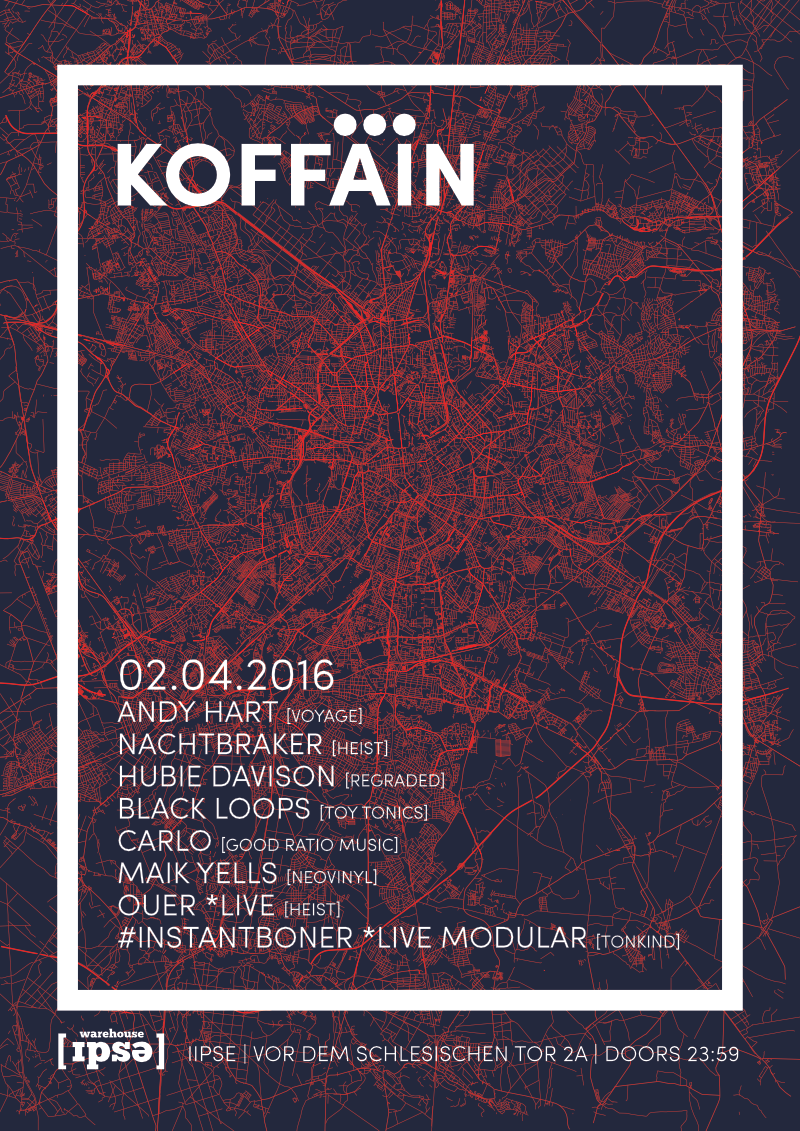 KOFFÄÏN
02.04.2016
ANDY HART [VOYAGE]
NACHTBRAKER [HEIST]
HUBIE DAVISON [REGRADED]
BLACK LOOPS [TOY TONICS]
CARLO [GOOD RATIO MUSIC]
MAIK YELLS [NEOVINYL]
OUER *LIVE [HEIST]
#INSTANTBONER *LIVE MODULAR [TONKIND]
warehouse
[ıpsə]
IIPSE | VOR DEM SCHLESISCHEN TOR 2A | DOORS 23:59